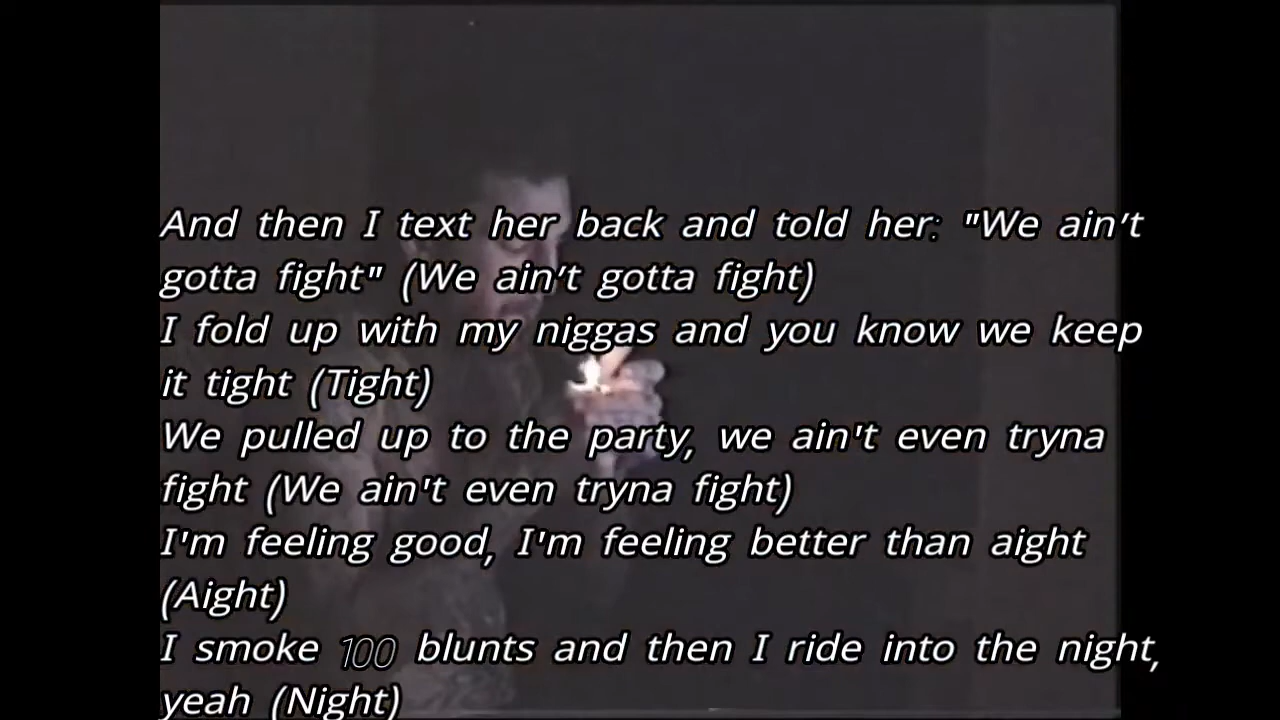 And then I text her back and told her: "We ain't
gotta fight" (We ain't gotta fight)
I fold up with my niggas and you know we keep
it tight (Tight)
We pulled up to the party, we ain't even tryna
fight (We ain't even tryna fight)
I'm feeling good, I'm feeling better than aight
(Aight)
I smoke 100 blunts and then I ride into the night,
yeah (Night)